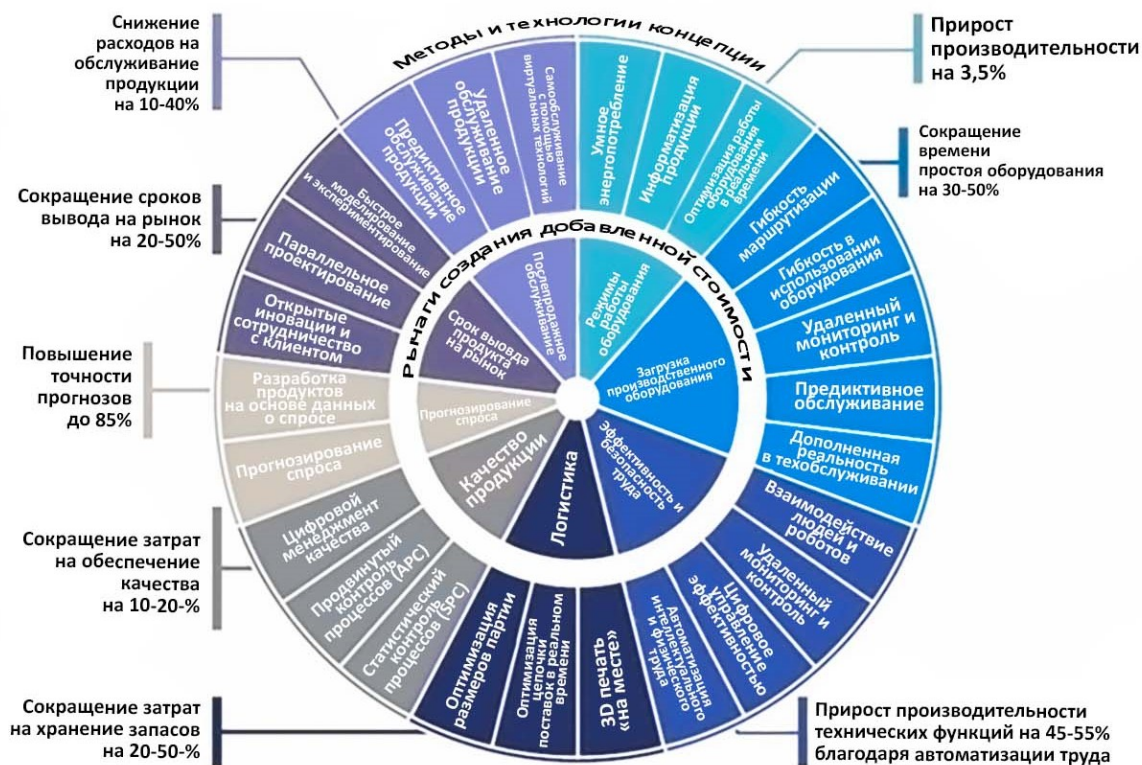 Снижение
расходов на
обслуживание
продукции
на 10-40%
Сокращение сроков
вывода на рынок
на 20-50%
Повышение
точности
прогнозов
до 85%
Сокращение затрат
на обеспечение
качества
на 10-20-%
Сокращение затрат
на хранение запасов
на 20-50-%
Прирост
производительности
на 3,5%
Сокращение
времени
простоя оборудования
на 30-50%
Прирост производительности
технических функций на 45-55%
благодаря автоматизации труда
Методы и технологии концепции
Умное
энергопотребление
Информатизация
продукции
Оптимизация работы
оборудования
в реальном
времени
Гибкость
маршрутизации
Гибкость в
использовании
оборудования
Удаленный
мониторинг и
контроль
Предиктивное
обслуживание
Дополненная
реальность
в техобслуживании
Взаимодействие
людей и
роботов
Удаленный
мониторинг и
контроль
Цифровое
управление
эффективностью
Автоматизация
интеллектуального
и физического
труда
3D печать
«на месте»
Оптимизация
цепочки
поставок в реальном
времени
Оптимизация
размеров партии
Статистический
контроль
процессов (SPC)
Продвинутый
контроль
процессов (APC)
Цифровой
менеджмент
качества
Прогнозирование
спроса
Разработка
продуктов
на основе данных
о спросе
Открытые
иновации и
сотрудничество
с клиентом
Параллельное
проектирование
Быстрое
моделирование
и экспериментирование
Предиктивное
обслуживание
продукции
Удаленное
обслуживание
продукции
Самообслуживание
с помощью
виртуальных технологий
Рычаги создания добавленной стоимости
Режимы
работы
оборудования
Загрузка
производственного
оборудования
Эффективность и
безопасность
труда
Логистика
Качество
продукции
Прогнозирование
спроса
Срок выовда
продукта
на рынок
Послепродажное
обслуживание